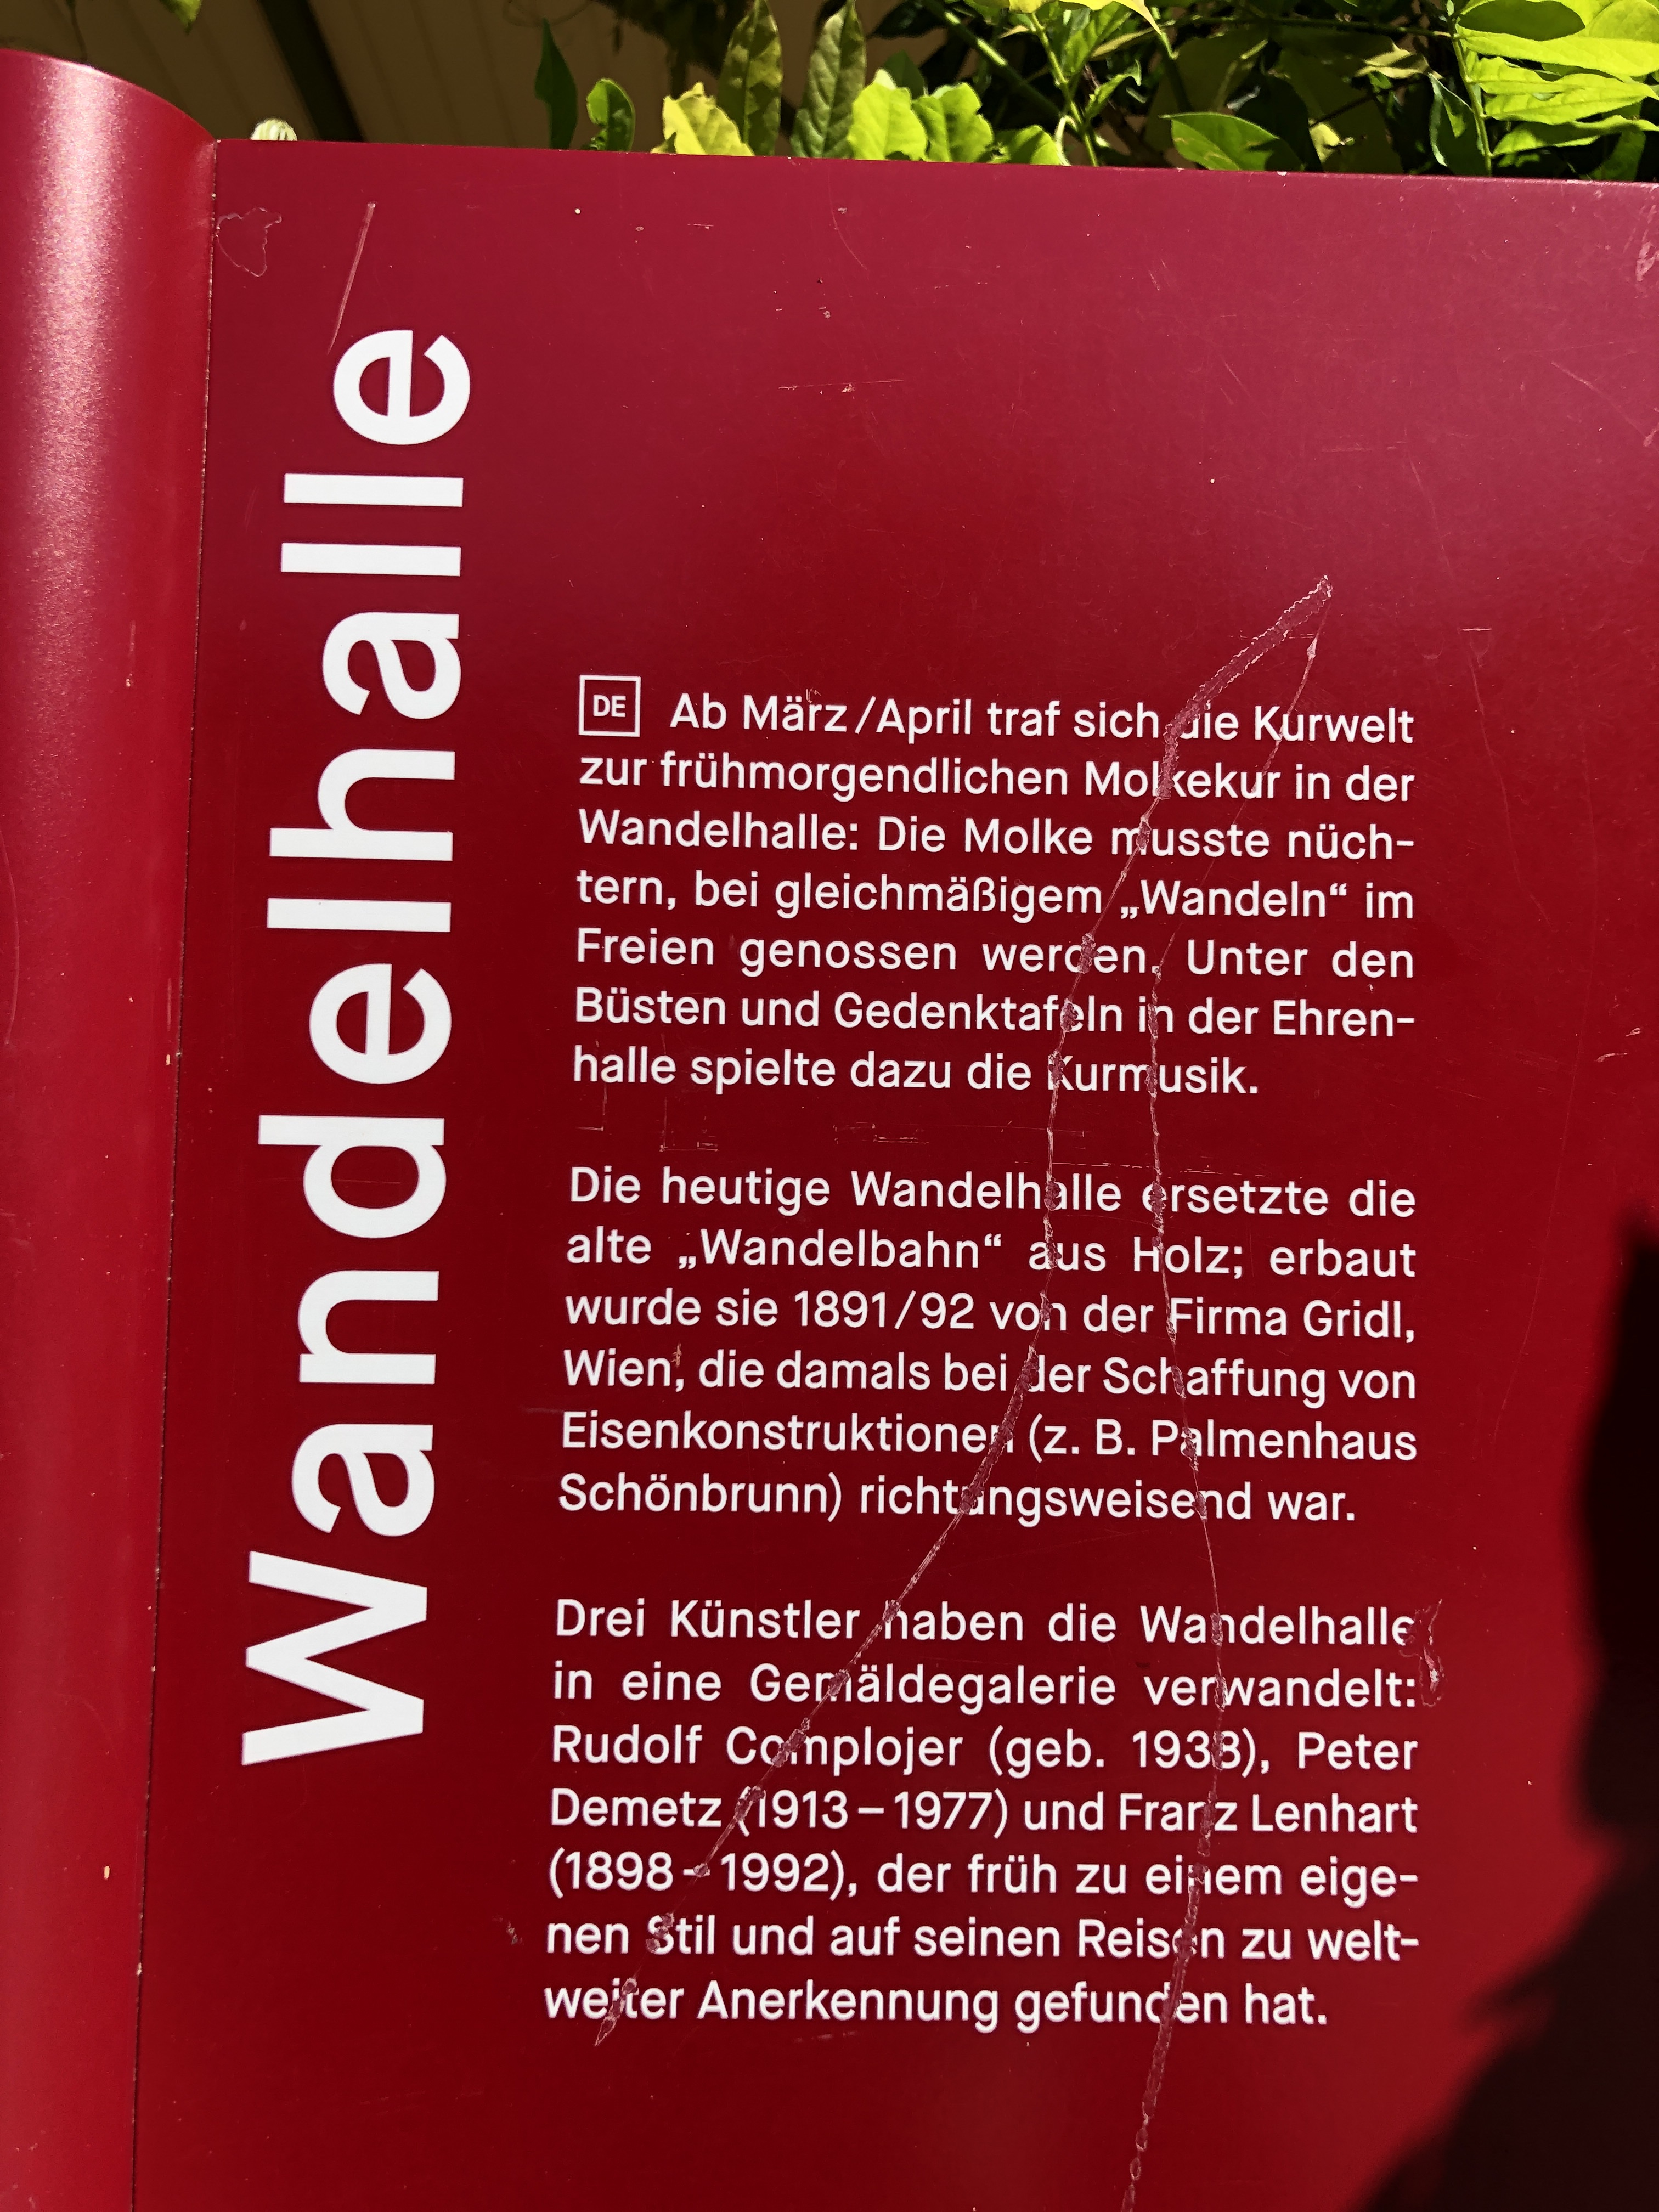 Wandelhalle
DE Ab März/April traf sich die Kurwelt
zur frühmorgendlichen Molkekur in der
Wandelhalle: Die Molke musste nüch-
tern, bei gleichmäßigem „Wandeln“ im
Freien genossen werden. Unter den
Büsten und Gedenktafeln in der Ehren-
halle spielte dazu die Kurmusik.
Die heutige Wandelhalle ersetzte die
alte „Wandelbahn“ aus Holz; erbaut
wurde sie 1891/92 von der Firma Gridl,
Wien, die damals bei der Schaffung von
Eisenkonstruktionen (z. B. Palmenhaus
Schönbrunn) richtungsweisend war.
Drei Künstler haben die Wandelhalle
in eine Gemäldegalerie verwandelt:
Rudolf Complojer (geb. 1938), Peter
Demetz (1913 – 1977) und Franz Lenhart
(1898 – 1992), der früh zu einem eige-
nen Stil und auf seinen Reisen zu welt-
weiter Anerkennung gefunden hat.